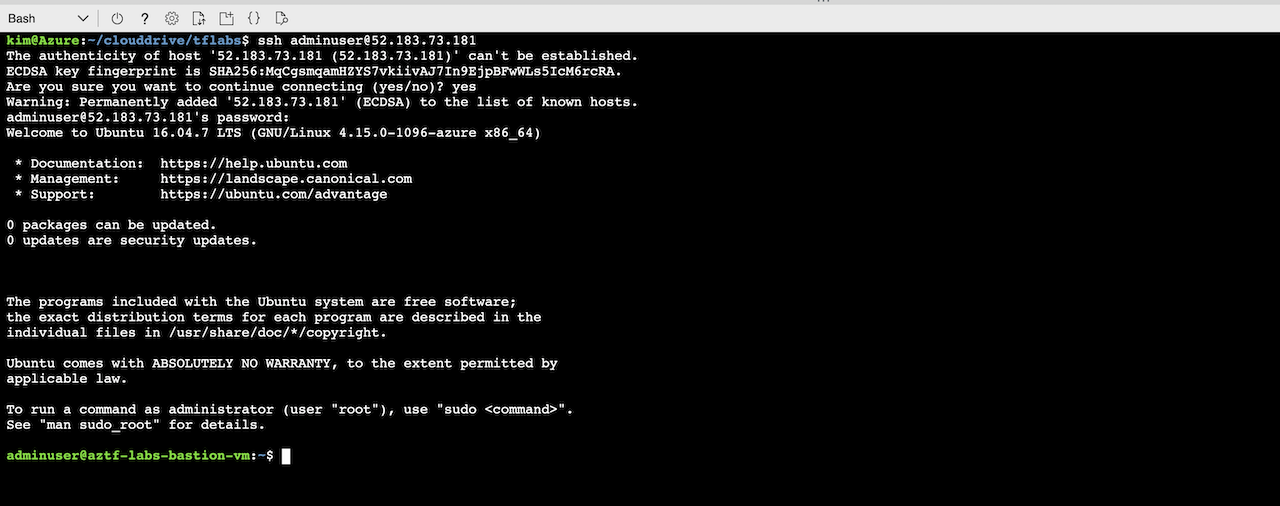 Bash
kim@Azure:~/clouddrive/tflabs$ ssh adminuser@52.183.73.181
The authenticity of host '52.183.73.181 (52.183.73.181)' can't be established.
ECDSA key fingerprint is SHA256:MqCgsmqamHZYS7vkiivAJ7In9EjpBFwWLs5IcM6rcRA.
Are you sure you want to continue connecting (yes/no)? yes
Warning: Permanently added '52.183.73.181' (ECDSA) to the list of known hosts.
adminuser@52.183.73.181's password:
Welcome to Ubuntu 16.04.7 LTS (GNU/Linux 4.15.0-1096-azure x86_64)

 * Documentation:  https://help.ubuntu.com
 * Management:     https://landscape.canonical.com
 * Support:        https://ubuntu.com/advantage

0 packages can be updated.
0 updates are security updates.

The programs included with the Ubuntu system are free software;
the exact distribution terms for each program are described in the
individual files in /usr/share/doc/*/copyright.

Ubuntu comes with ABSOLUTELY NO WARRANTY, to the extent permitted by
applicable law.

To run a command as administrator (user "root"), use "sudo <command>".
See "man sudo_root" for details.

adminuser@aztf-labs-bastion-vm:~$